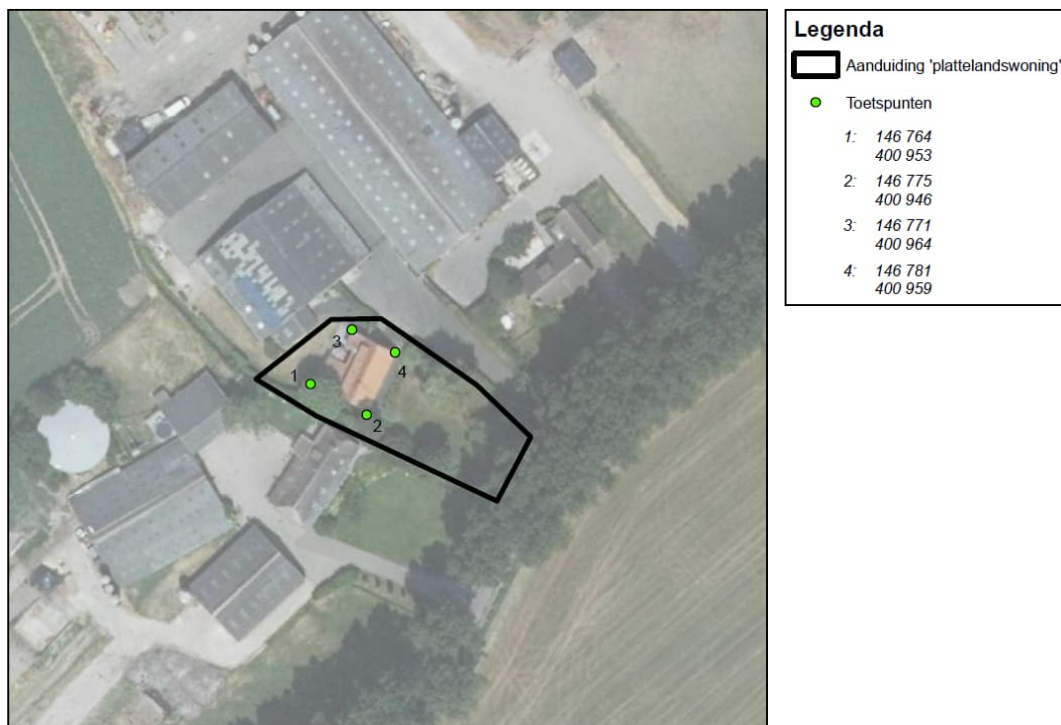 Legenda
Aanduiding 'plattelandswoning'
Toetspunten
1: 146 764
400 953
2: 146 775
400 946
3: 146 771
400 964
4: 146 781
400 959
3
4
1
2